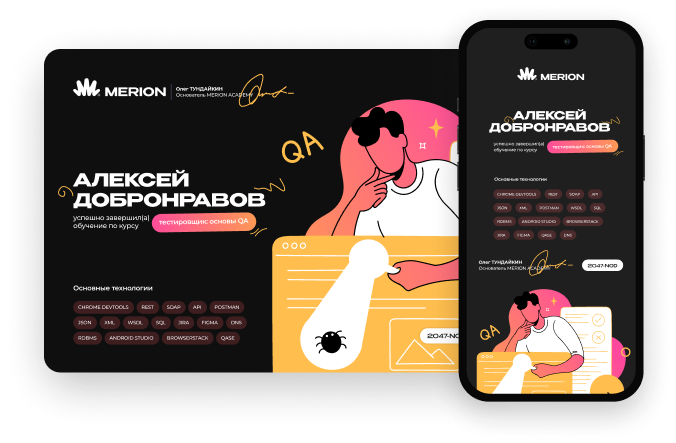 MERION
Олег ТУНДАЙКИН
Основатель MERION ACADEMY
QA
АЛЕКСЕЙ
ДОБРОНРАВОВ
успешно завершил(а)
обучение по курсу
тестировщик: основы QA
Основные технологии
CHROME DEVTOOLS REST SOAP API POSTMAN
JSON XML WSDL SQL JIRA FIGMA DNS
RDBMS ANDROID STUDIO BROWSERSTACK QASE
2047-NO
MERION
АЛЕКСЕЙ
ДОБРОНРАВОВ
успешно завершил(а)
обучение по курсу
тестировщик: основы QA
Основные технологии
CHROME DEVTOOLS REST SOAP API
JSON XML POSTMAN WSDL SQL
RDBMS ANDROID STUDIO BROWSERSTACK
JIRA FIGMA QASE DNS
Олег ТУНДАЙКИН
Основатель MERION ACADEMY
2047-NOD
QA